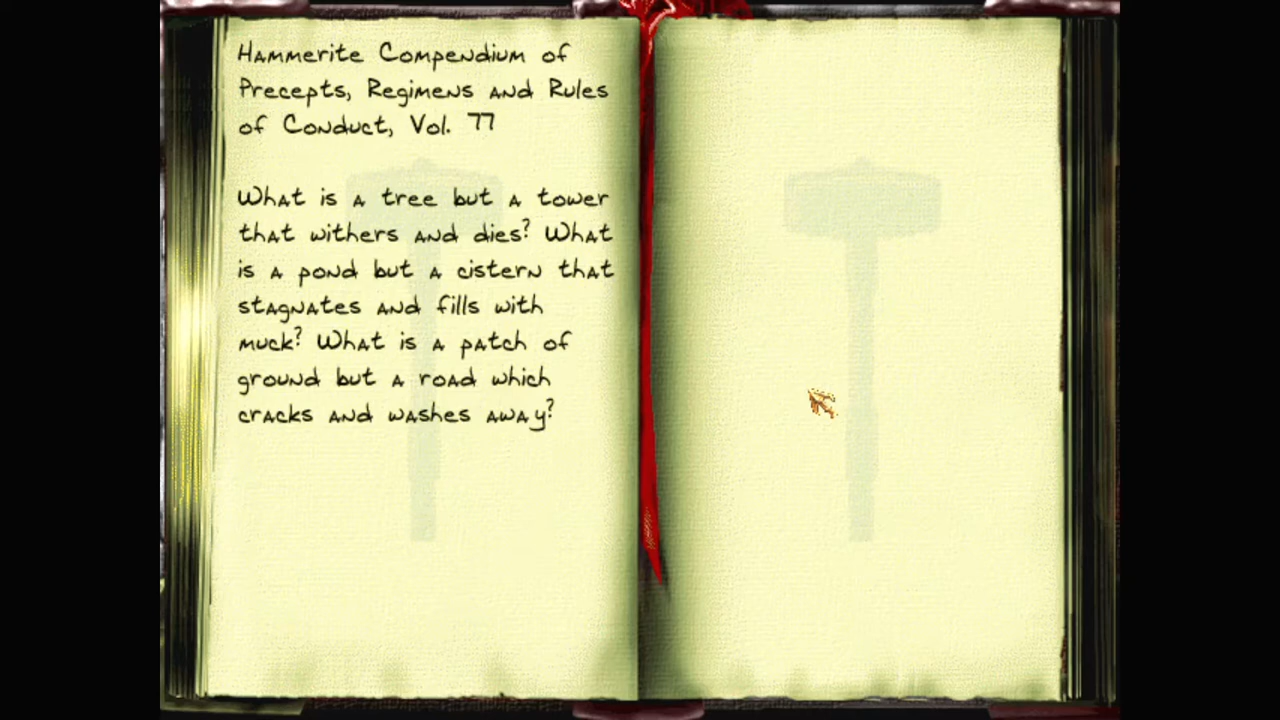 Hammerite Compendium of
Precepts, Regimens and Rules
of Conduct, Vol. 77
What is a tree but a tower
that withers and dies? What
is a pond but a cistern that
stagnates and fills with
muck? What is a patch of
ground but a road which
cracks and washes away?